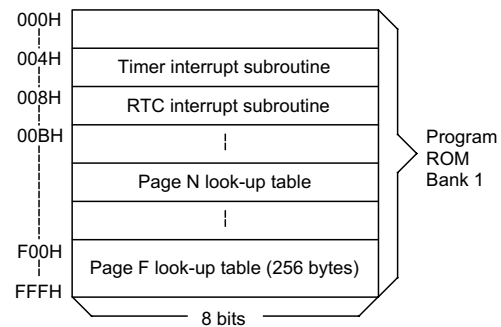 000H
004H
Timer interrupt subroutine
008H
RTC interrupt subroutine
00BH
Program
ROM
Bank 1
Page N look-up table
F00H
Page F look-up table (256 bytes)
FFFH
8 bits